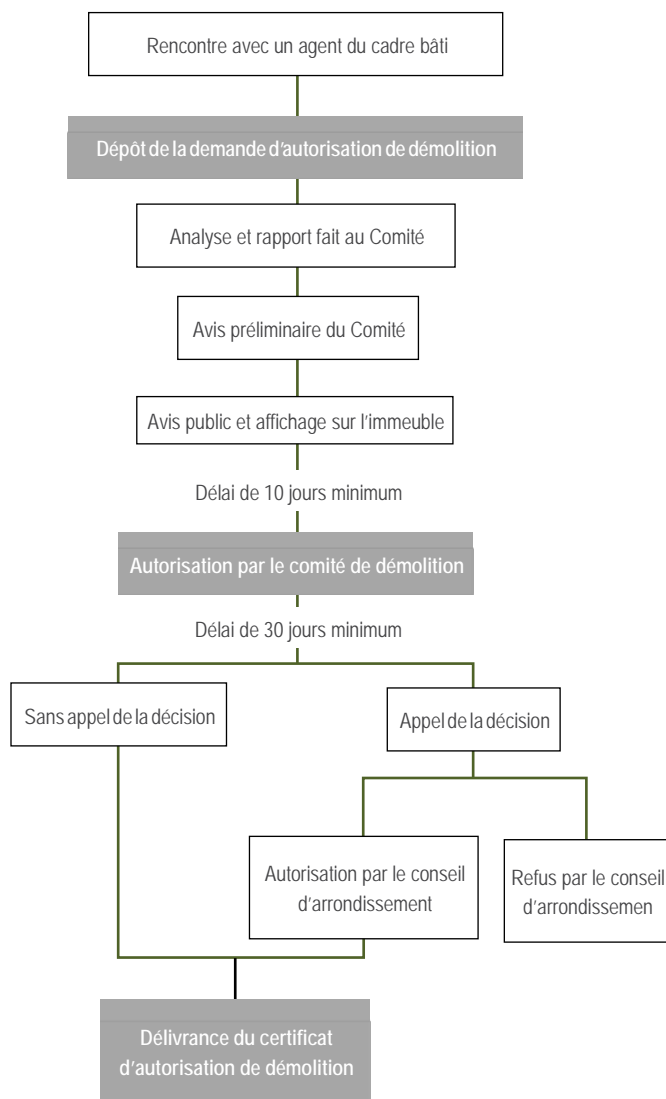 Rencontre avec un agent du cadre bâti
Dépôt de la demande d'autorisation de démolition
Analyse et rapport fait au Comité
Avis préliminaire du Comité
Avis public et affichage sur l'immeuble
Délai de 10 jours minimum
Autorisation par le comité de démolition
Délai de 30 jours minimum
Sans appel de la décision
Appel de la décision
Autorisation par le conseil
d'arrondissement
Refus par le conseil
d'arrondissemen
Délivrance du certificat
d'autorisation de démolition